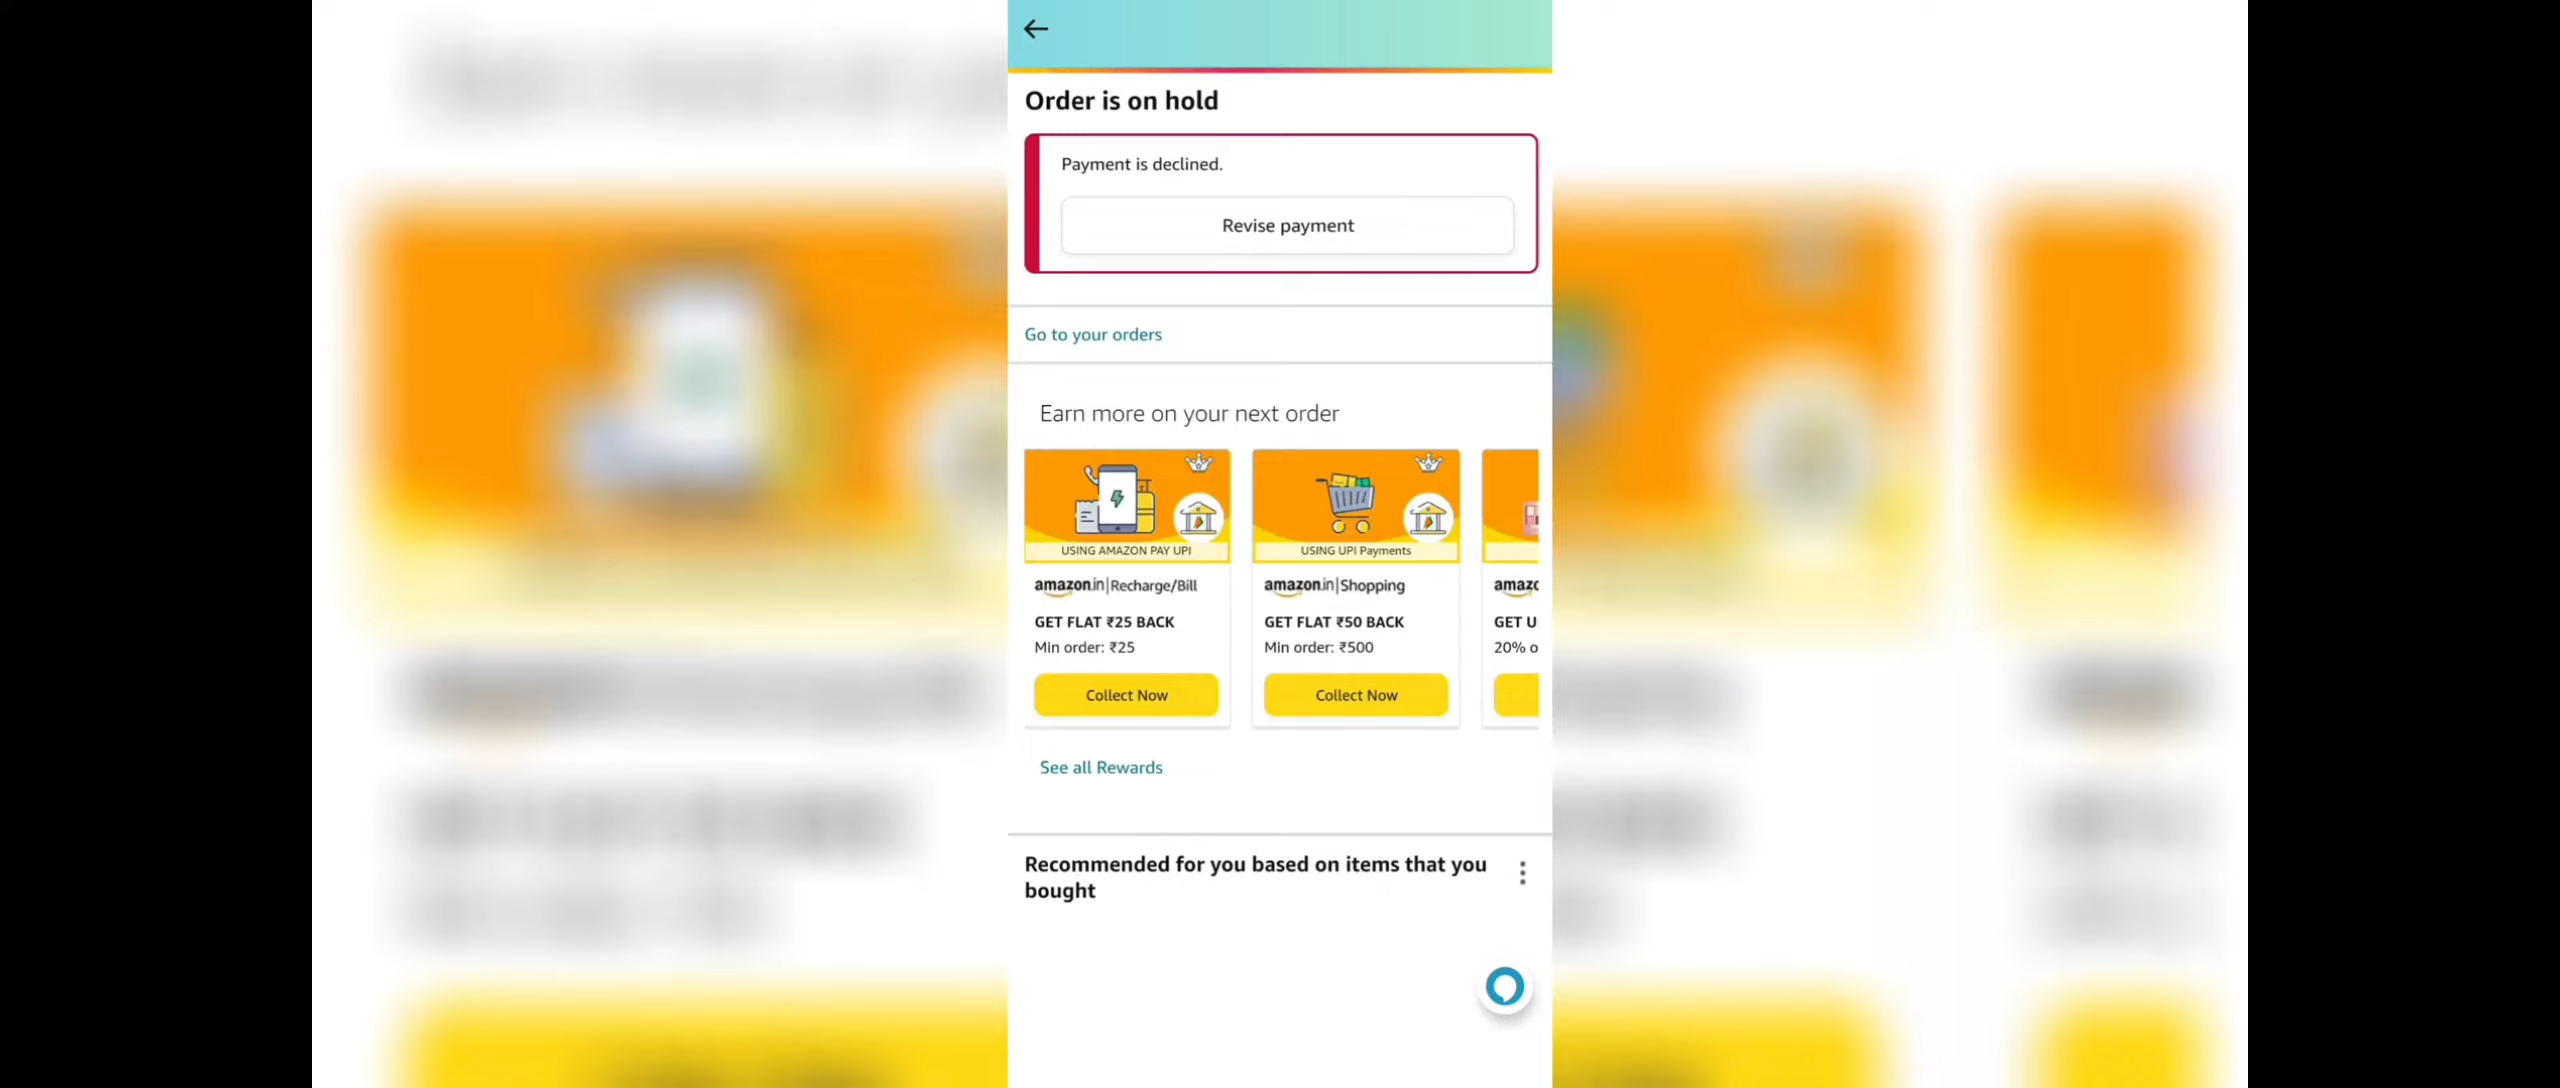 Order is on hold
Payment is declined.
Revise payment
Go to your orders
Earn more on your next order
USING AMAZON PAY UPI
amazon.in|Recharge/Bill
GET FLAT ₹25 BACK
Min order: ₹25
Collect Now
USING UPI Payments
amazon.in|Shopping
GET FLAT ₹50 BACK
Min order: ₹500
Collect Now
GET U
20% o
See all Rewards
Recommended for you based on items that you
bought